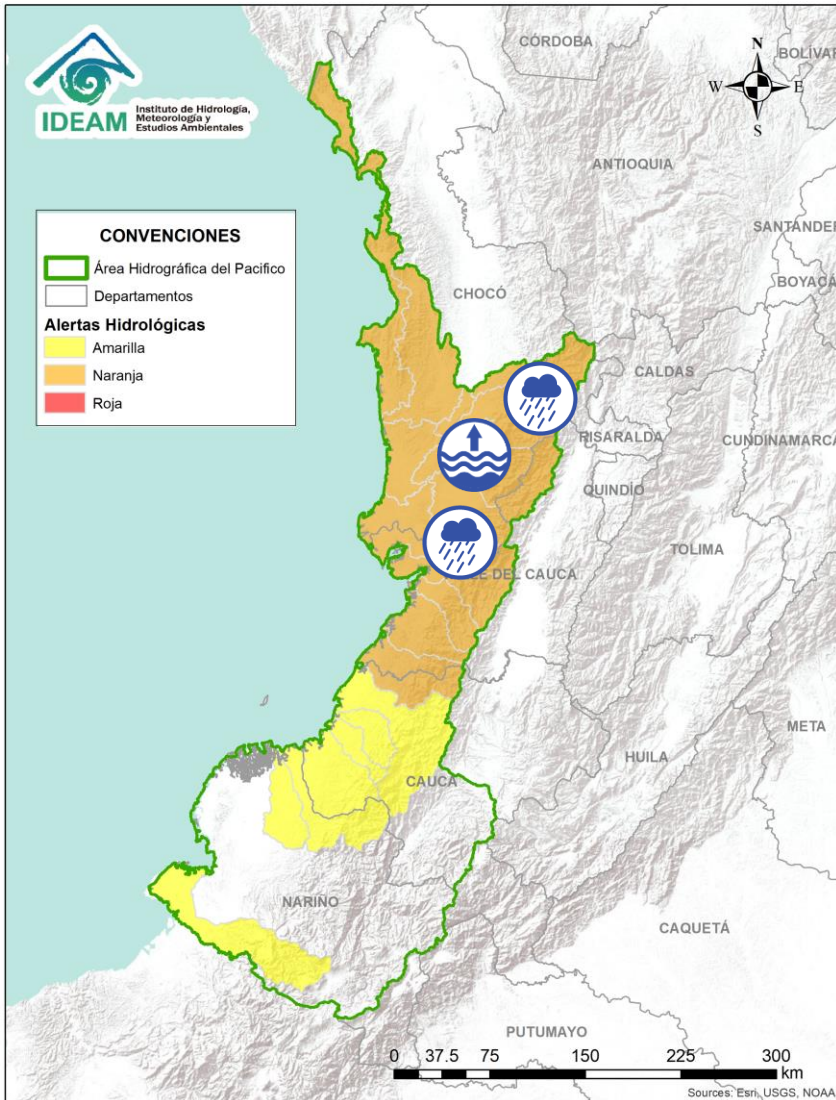 IDEAM
Instituto de Hidrología,
Meteorología y
Estudios Ambientales
CÓRDOBA
BOLÍVAR
N
W
E
S
ANTIOQUIA
SANTANDER
CONVENCIONES
Área Hidrográfica del Pacifico
Departamentos
Alertas Hidrológicas
Amarilla
Naranja
Roja
BOYACÁ
CHOCÓ
CALDAS
RISARALDA
CUNDINAMARCA
QUINDÍO
TOLIMA
DEL CAUCA
META
HUILA
CAUCA
NARIÑO
CAQUETÁ
PUTUMAYO
0 37.5 75 150 225 300
km
Sources: Esri, USGS, NOAA